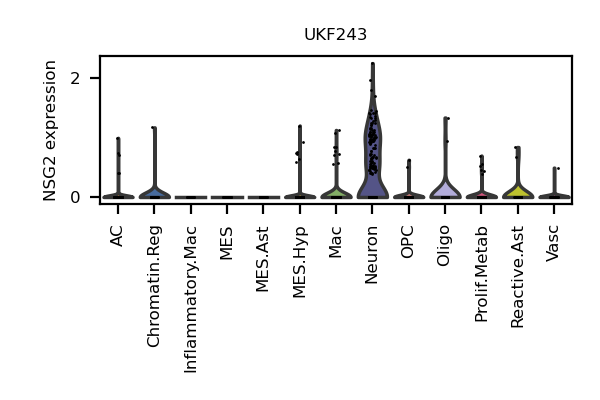 UKF243
NSG2 expression
2
0
AC
Chromatin.Reg
Inflammatory.Mac
MES
MES.Ast
MES.Hyp
Mac
Neuron
OPC
Oligo
Prolif.Metab
Reactive.Ast
Vasc